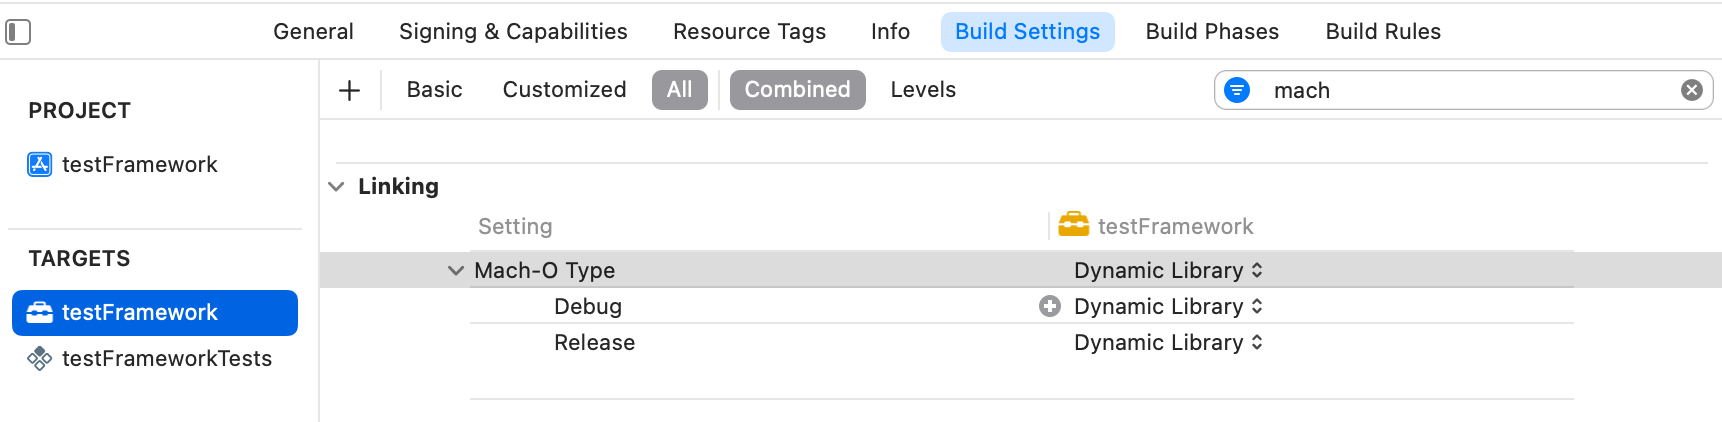 General Signing & Capabilities Resource Tags Info Build Settings Build Phases Build Rules
Basic Customized All Combined Levels mach
PROJECT
testFramework
Linking
Setting testFramework
TARGETS
Mach-O Type Dynamic Library
testFramework
Debug Dynamic Library
Release Dynamic Library
testFrameworkTests